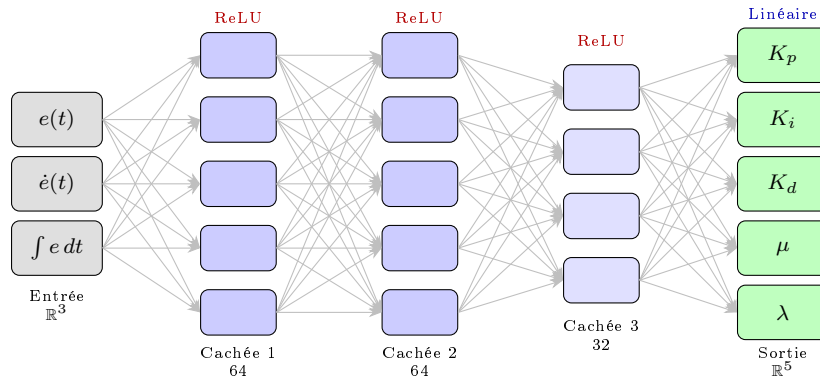 ReLU
ReLU
ReLU
Linéaire
e(t)
ė(t)
∫ e dt
Entrée
ℝ³
Cachée 1
64
Cachée 2
64
Cachée 3
32
K_p
K_i
K_d
μ
λ
Sortie
ℝ⁵